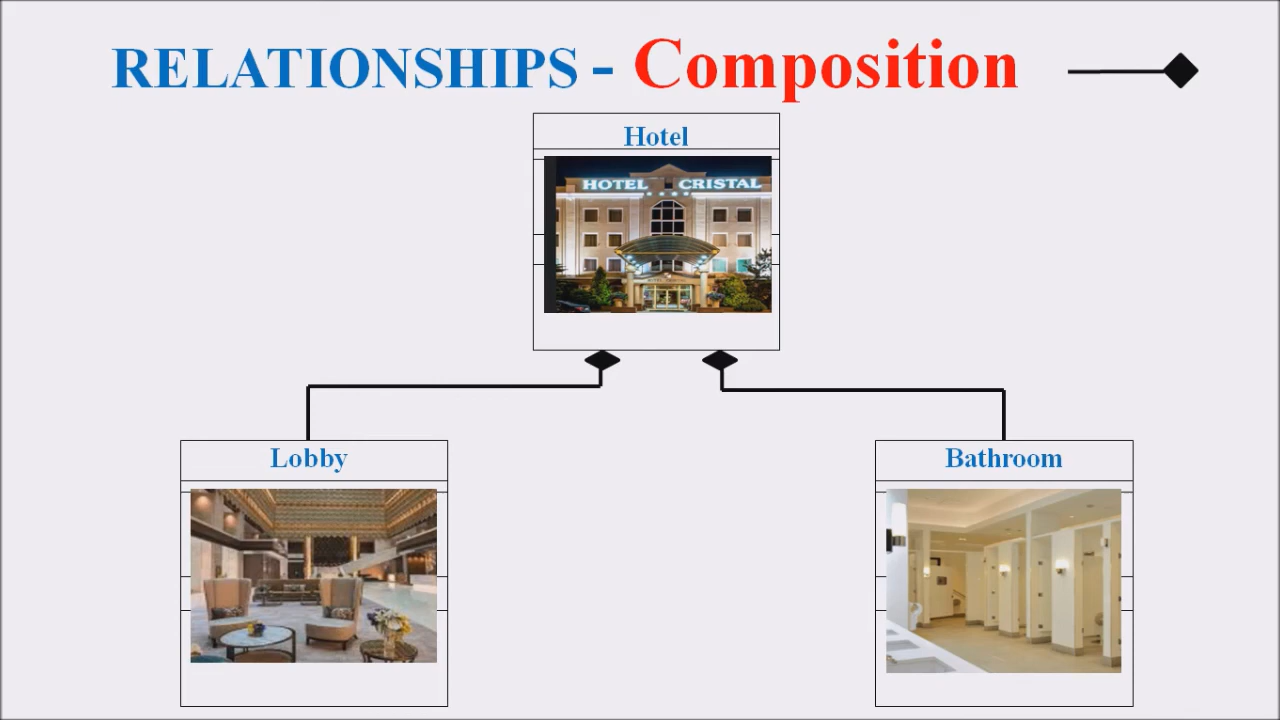 RELATIONSHIPS - Composition
Hotel
HOTEL CRISTAL
Lobby
Bathroom